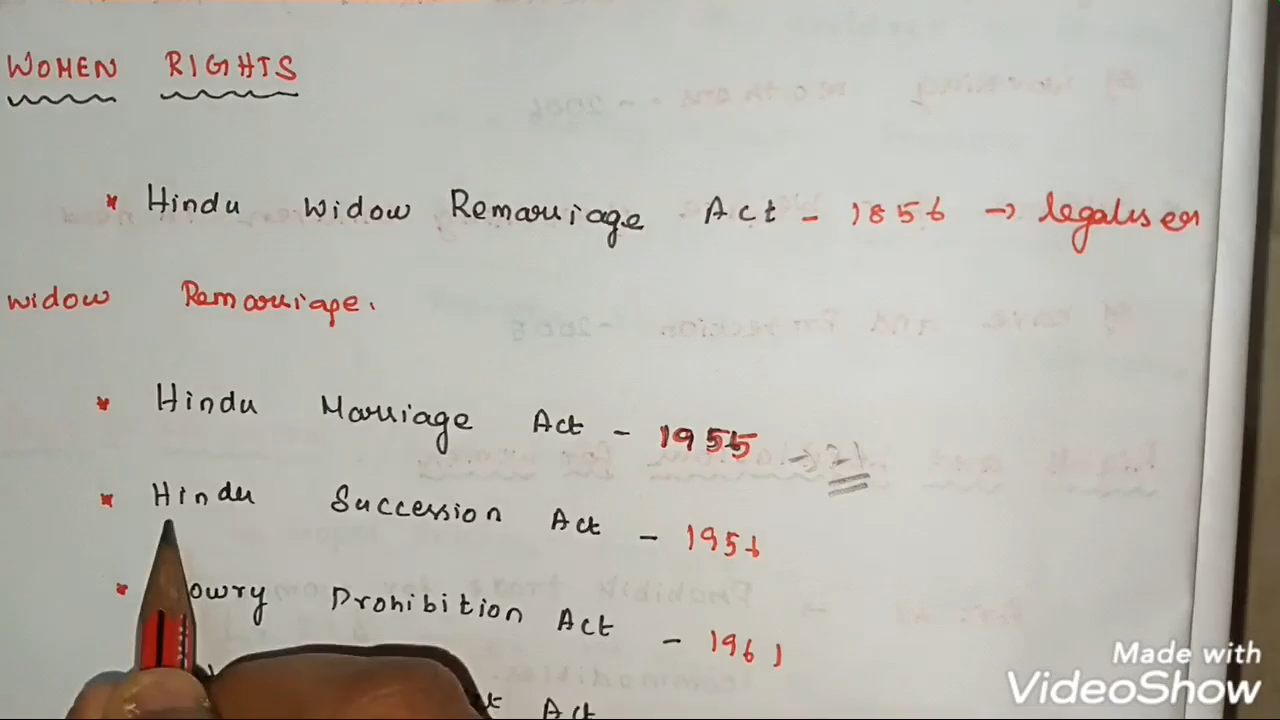 WOMEN RIGHTS
* Hindu Widow Remarriage Act - 1856 → legalises
widow Remarriage.
* Hindu Marriage Act - 1955
* Hindu Succession Act - 1956
* owry Prohibition Act - 1961
Act
Made with
VideoShow